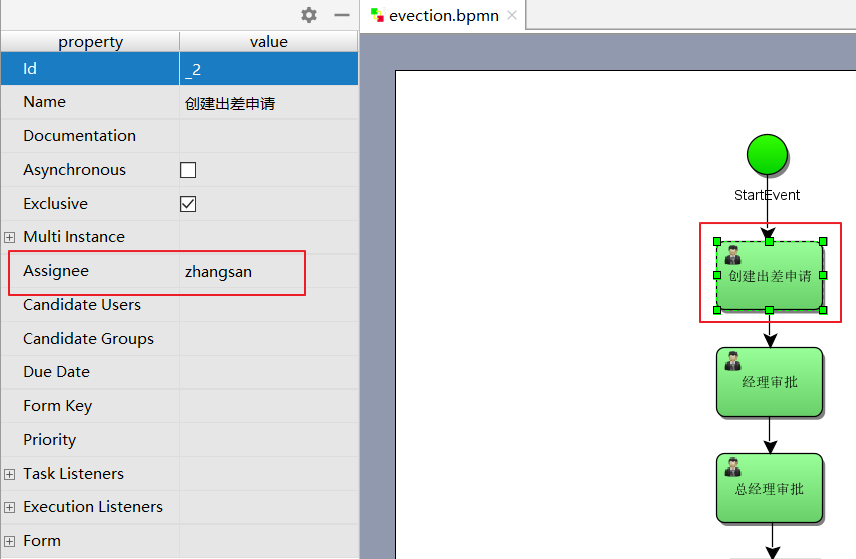 evection.bpmn
property value
Id _2
Name 创建出差申请
Documentation
Asynchronous
Exclusive
Multi Instance
Assignee zhangsan
Candidate Users
Candidate Groups
Due Date
Form Key
Priority
Task Listeners
Execution Listeners
Form
StartEvent
创建出差申请
经理审批
总经理审批